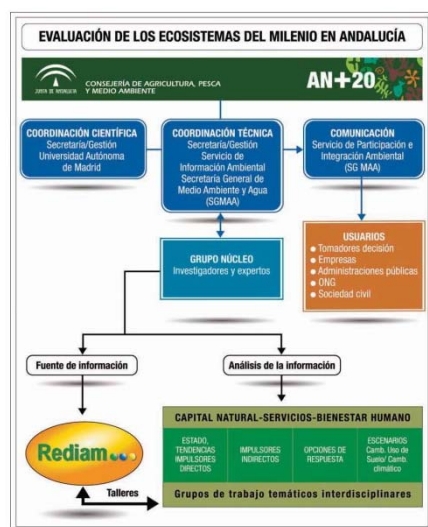 EVALUACIÓN DE LOS ECOSISTEMAS DEL MILENIO EN ANDALUCÍA
JUNTA DE ANDALUCIA
CONSEJERÍA DE AGRICULTURA, PESCA
Y MEDIO AMBIENTE
AN+20
COORDINACIÓN CIENTÍFICA
Secretaría/Gestión
Universidad Autónoma
de Madrid
COORDINACIÓN TÉCNICA
Secretaría/Gestión
Servicio de
Información Ambiental
Secretaría General de
Medio Ambiente y Agua
(SGMAA)
COMUNICACIÓN
Servicio de Participación e
Integración Ambiental
(SG MAA)
USUARIOS
● Tomadores decisión
● Empresas
● Administraciones públicas
● ONG
● Sociedad civil
GRUPO NÚCLEO
Investigadores y expertos
Fuente de información
Análisis de la información
Rediam
Talleres
CAPITAL NATURAL-SERVICIOS-BIENESTAR HUMANO
ESTADO,
TENDENCIAS
IMPULSORES
DIRECTOS
IMPULSORES
INDIRECTOS
OPCIONES DE
RESPUESTA
ESCENARIOS
Camb. Uso de
Suelo/ Camb.
climático
Grupos de trabajo temáticos interdisciplinares